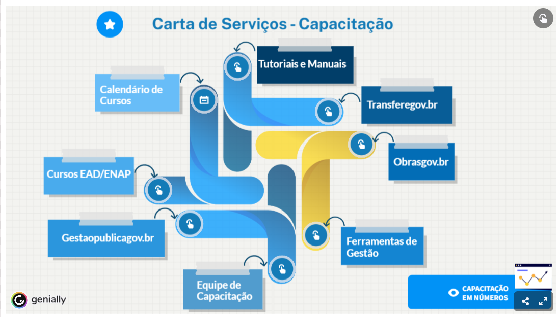 Carta de Serviços - Capacitação
Tutoriais e Manuais
Calendário de
Cursos
Transferegov.br
Obrasgov.br
Cursos EAD/ENAP
Gestaopublicagov.br
Ferramentas de
Gestão
Equipe de
Capacitação
CAPACITAÇÃO
EM NÚMEROS
genially